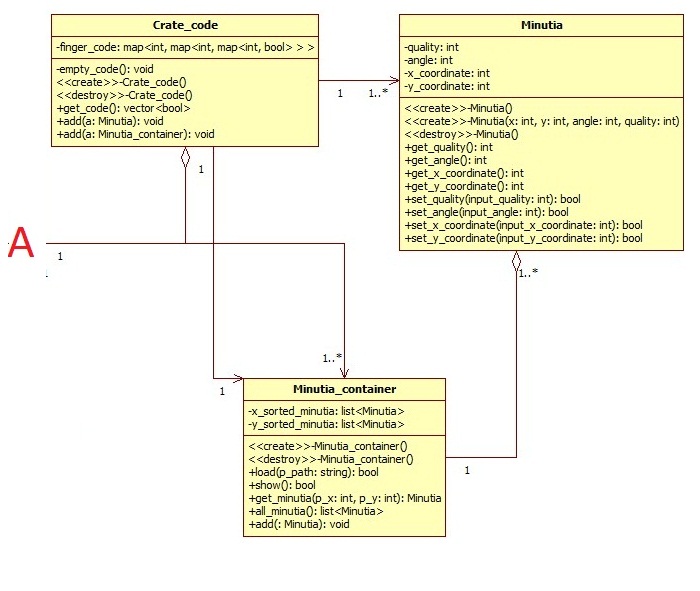 Crate_code
-finger_code: map<int, map<int, map<int, bool> > >
-empty_code(): void
<<create>>-Crate_code()
<<destroy>>-Crate_code()
+get_code(): vector<bool>
+add(a: Minutia): void
+add(a: Minutia_container): void
1
1..*
Minutia
-quality: int
-angle: int
-x_coordinate: int
-y_coordinate: int
<<create>>-Minutia()
<<create>>-Minutia(x: int, y: int, angle: int, quality: int)
<<destroy>>-Minutia()
+get_quality(): int
+get_angle(): int
+get_x_coordinate(): int
+get_y_coordinate(): int
+set_quality(input_quality: int): bool
+set_angle(input_angle: int): bool
+set_x_coordinate(input_x_coordinate: int): bool
+set_y_coordinate(input_y_coordinate: int): bool
1
A
1
1..*
1..*
1
Minutia_container
-x_sorted_minutia: list<Minutia>
-y_sorted_minutia: list<Minutia>
<<create>>-Minutia_container()
<<destroy>>-Minutia_container()
+load(p_path: string): bool
+show(): bool
+get_minutia(p_x: int, p_y: int): Minutia
+all_minutia(): list<Minutia>
+add(: Minutia): void
1